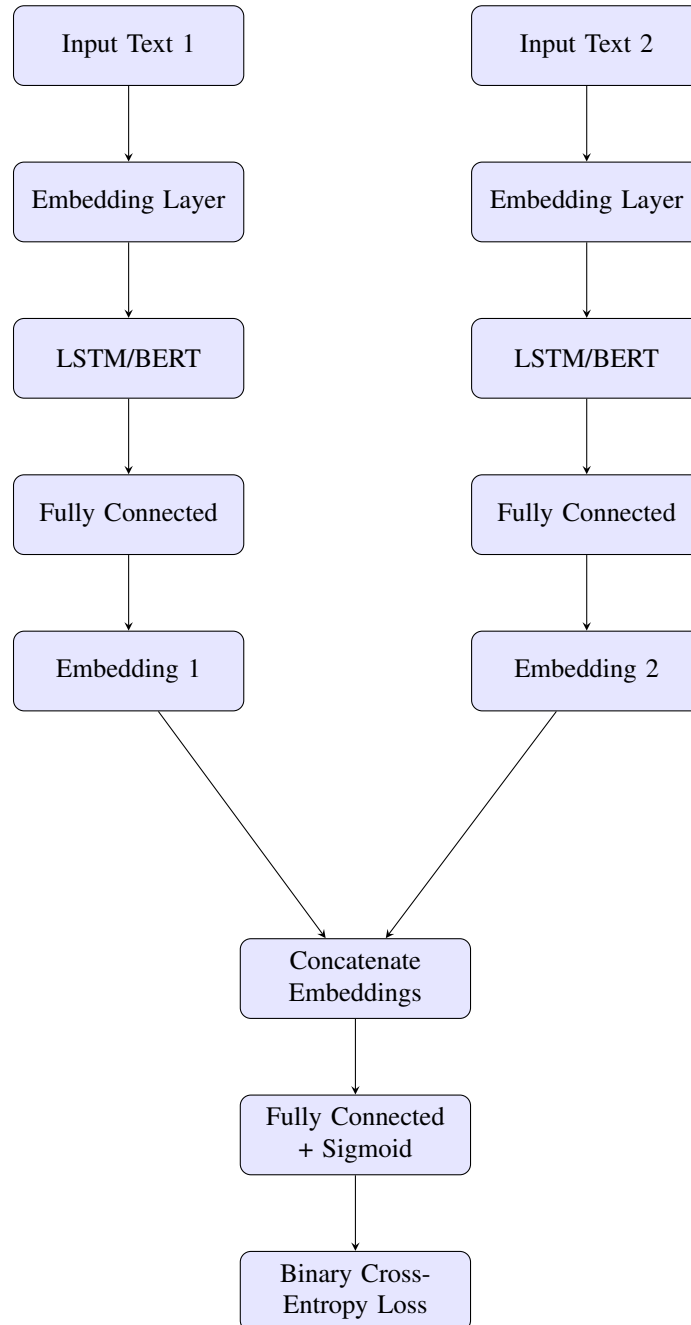 Input Text 1
Input Text 2
Embedding Layer
Embedding Layer
LSTM/BERT
LSTM/BERT
Fully Connected
Fully Connected
Embedding 1
Embedding 2
Concatenate
Embeddings
Fully Connected
+ Sigmoid
Binary Cross-
Entropy Loss